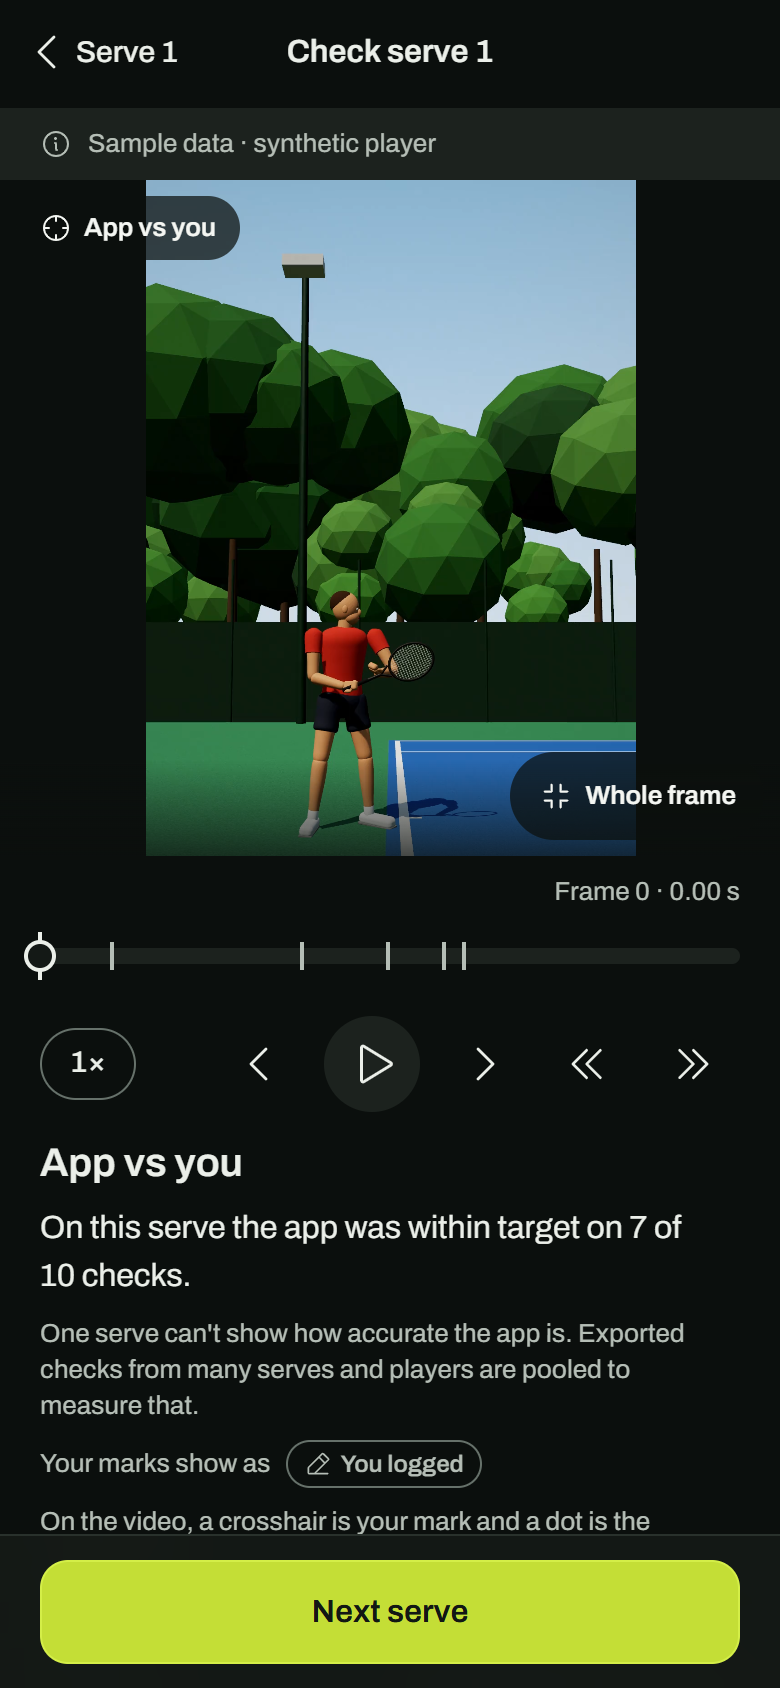 Serve 1
Check serve 1
Sample data · synthetic player
App vs you
Whole frame
Frame 0 · 0.00 s
1×
App vs you
On this serve the app was within target on 7 of
10 checks.
One serve can't show how accurate the app is. Exported
checks from many serves and players are pooled to
measure that.
Your marks show as You logged
On the video, a crosshair is your mark and a dot is the
Next serve